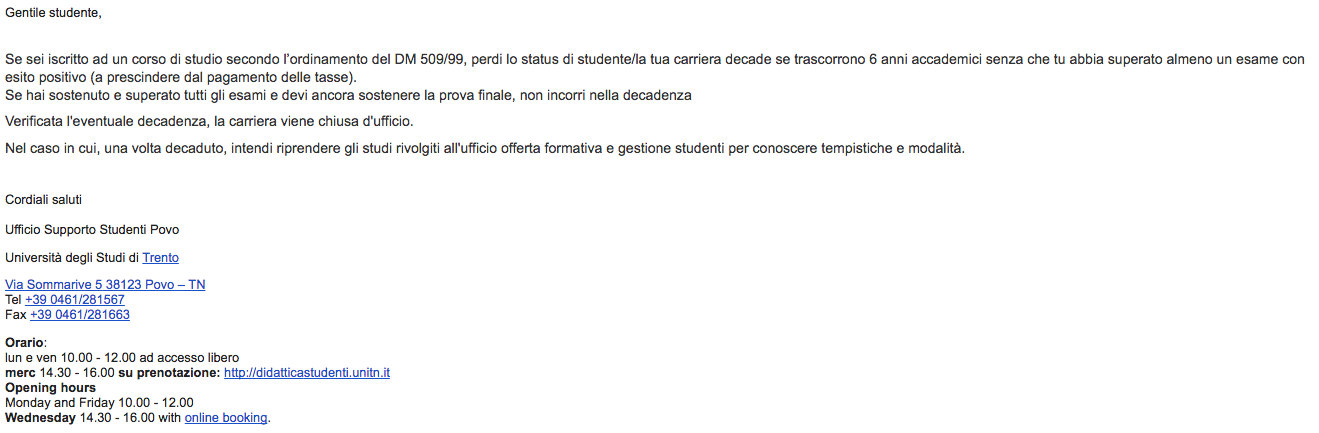 Gentile studente,
Se sei iscritto ad un corso di studio secondo l'ordinamento del DM 509/99, perdi lo status di studente/la tua carriera decade se trascorrono 6 anni accademici senza che tu abbia superato almeno un esame con
esito positivo (a prescindere dal pagamento delle tasse).
Se hai sostenuto e superato tutti gli esami e devi ancora sostenere la prova finale, non incorri nella decadenza
Verificata l'eventuale decadenza, la carriera viene chiusa d'ufficio.
Nel caso in cui, una volta decaduto, intendi riprendere gli studi rivolgiti all'ufficio offerta formativa e gestione studenti per conoscere tempistiche e modalità.
Cordiali saluti
Ufficio Supporto Studenti Povo
Università degli Studi di Trento
Via Sommarive 5 38123 Povo – TN
Tel +39 0461/281567
Fax +39 0461/281663
Orario:
lun e ven 10.00 - 12.00 ad accesso libero
merc 14.30 - 16.00 su prenotazione: http://didatticastudenti.unitn.it
Opening hours
Monday and Friday 10.00 - 12.00
Wednesday 14.30 - 16.00 with online booking.